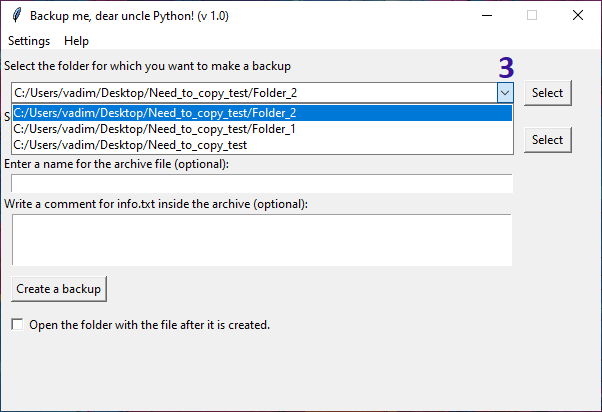 Backup me, dear uncle Python! (v 1.0)
Settings Help
Select the folder for which you want to make a backup
3
C:/Users/vadim/Desktop/Need_to_copy_test/Folder_2
Select
C:/Users/vadim/Desktop/Need_to_copy_test/Folder_2
C:/Users/vadim/Desktop/Need_to_copy_test/Folder_1
C:/Users/vadim/Desktop/Need_to_copy_test
Select
Enter a name for the archive file (optional):
Write a comment for info.txt inside the archive (optional):
Create a backup
Open the folder with the file after it is created.